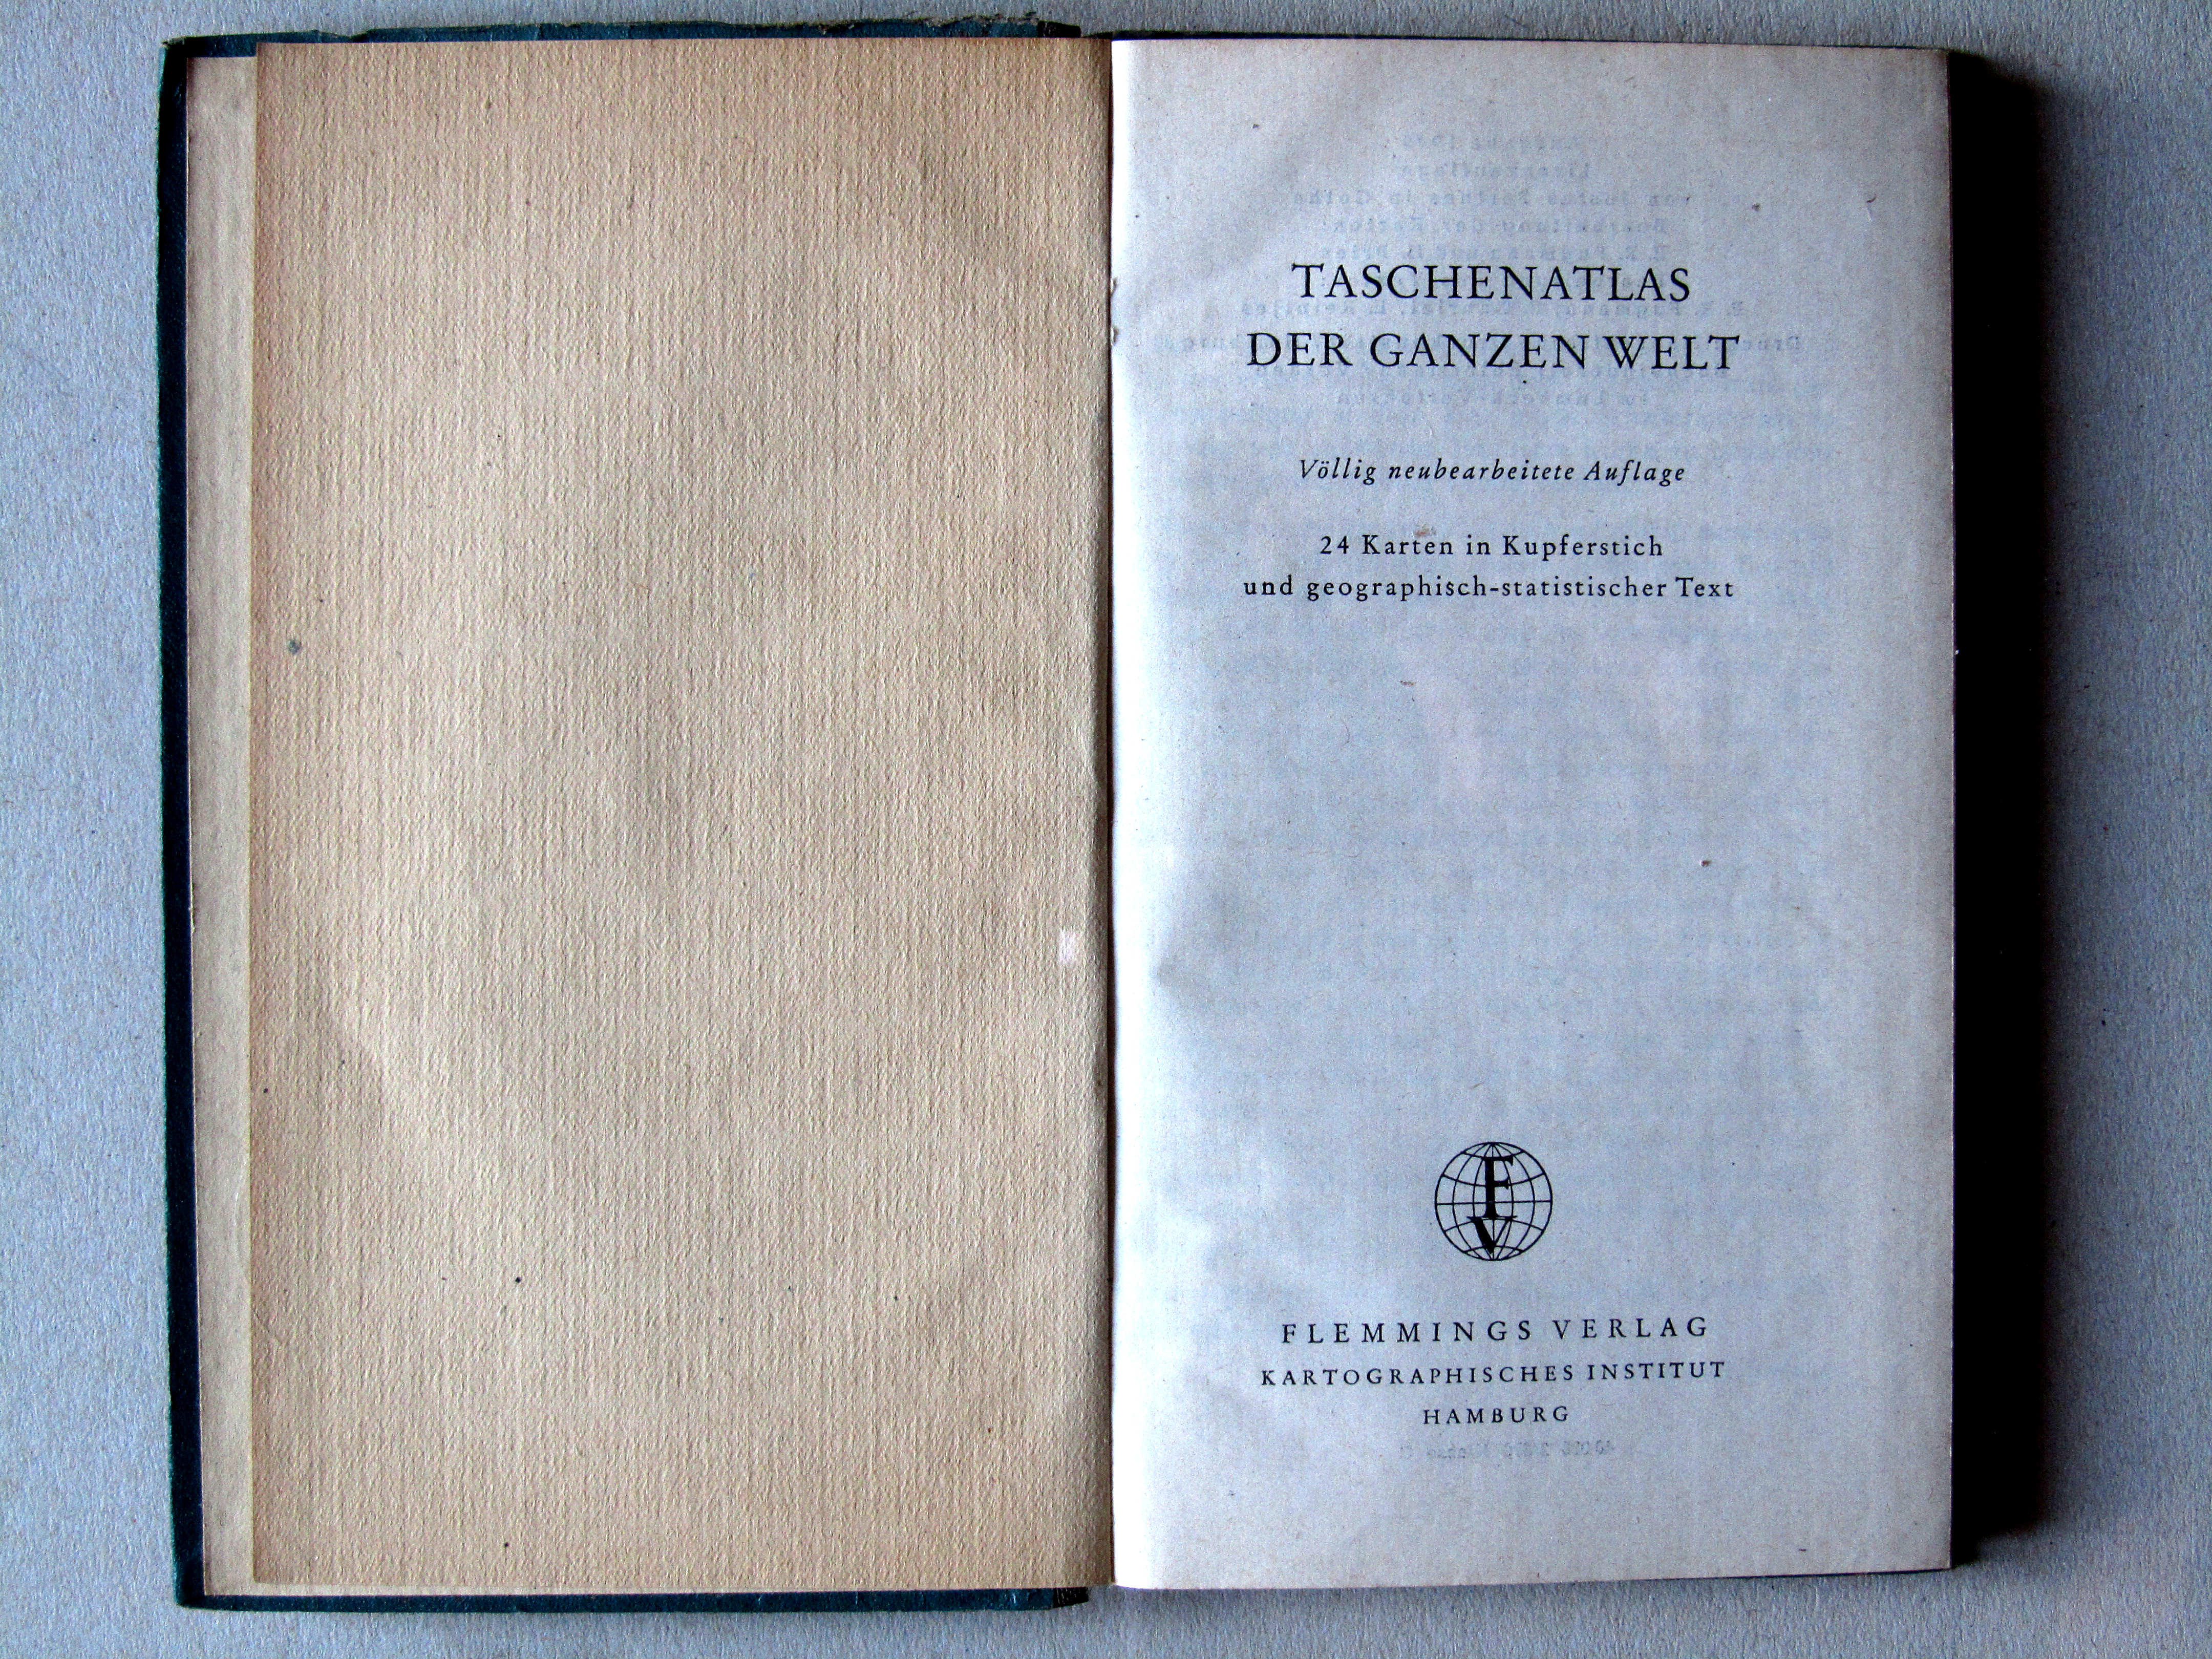 TASCHENATLAS
DER GANZEN WELT
Völlig neubearbeitete Auflage
24 Karten in Kupferstich
und geographisch-statistischer Text
F
V
FLEMMINGS VERLAG
KARTOGRAPHISCHES INSTITUT
HAMBURG